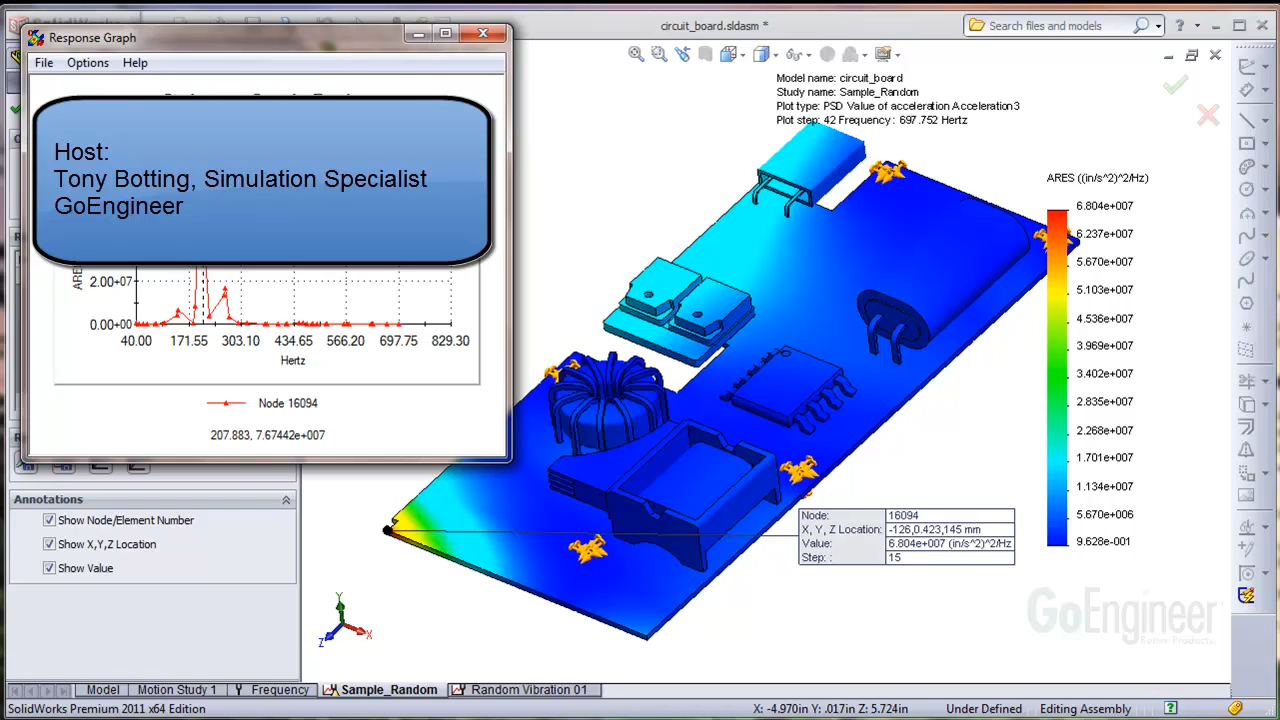 circuit_board.sldasm *
Search files and models
Response Graph
File Options Help
Host:
Tony Botting, Simulation Specialist
GoEngineer
ARES
2.00+07
0.00+00
40.00 171.55 303.10 434.65 566.20 697.75 829.30
Hertz
Node 16094
207.883, 7.67442e+007
Annotations
Show Node/Element Number
Show X,Y,Z Location
Show Value
Model name: circuit_board
Study name: Sample_Random
Plot type: PSD Value of acceleration Acceleration3
Plot step: 42 Frequency : 697.752 Hertz
ARES ((in/s^2)^2/Hz)
6.804e+007
6.237e+007
5.670e+007
5.103e+007
4.536e+007
3.969e+007
3.402e+007
2.835e+007
2.268e+007
1.701e+007
1.134e+007
5.670e+006
9.628e-001
Node: 16094
X, Y, Z Location: -126,0.423,145 mm
Value: 6.804e+007 (in/s^2)^2/Hz
Step: : 15
Y
X
Z
GoEngineer
Better Products.
Model Motion Study 1 Frequency Sample_Random Random Vibration 01
SolidWorks Premium 2011 x64 Edition
X: -4.970in Y: .017in Z: 5.724in Under Defined Editing Assembly